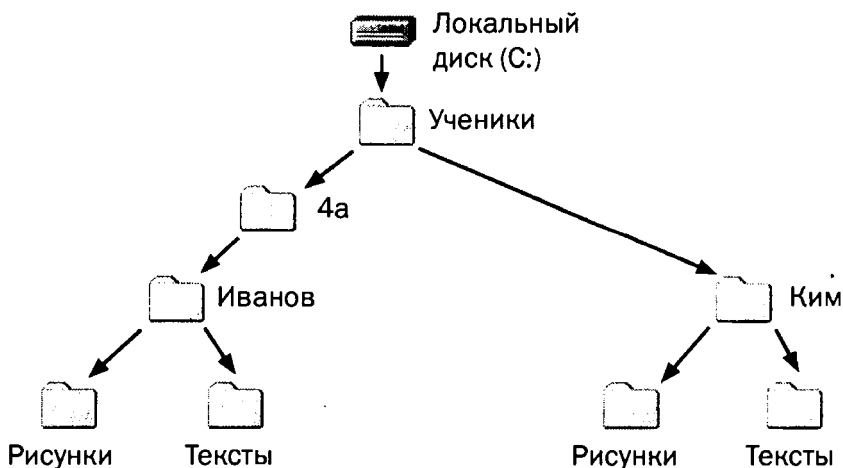 Локальный
диск (C:)
Ученики
4а
Иванов
Ким
Рисунки
Тексты
Рисунки
Тексты